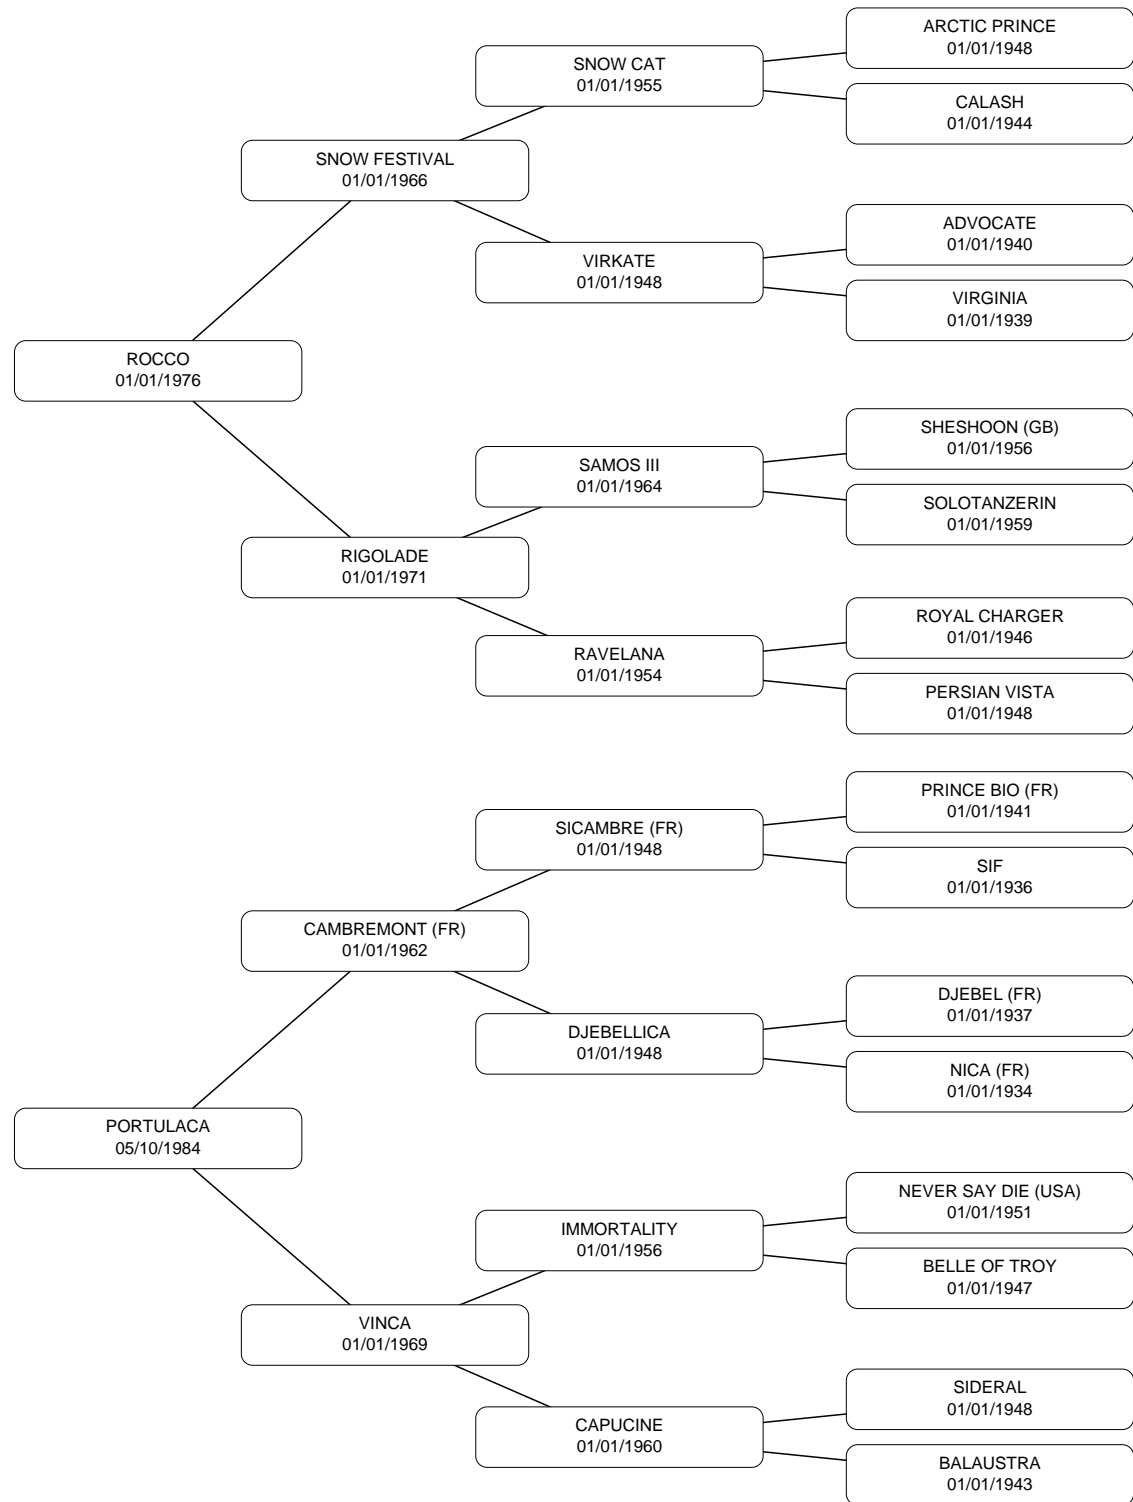 ARCTIC PRINCE
01/01/1948
SNOW CAT
01/01/1955
CALASH
01/01/1944
SNOW FESTIVAL
01/01/1966
ADVOCATE
01/01/1940
VIRKATE
01/01/1948
VIRGINIA
01/01/1939
ROCCO
01/01/1976
SHESHOON (GB)
01/01/1956
SAMOS III
01/01/1964
SOLOTANZERIN
01/01/1959
RIGOLADE
01/01/1971
ROYAL CHARGER
01/01/1946
RAVELANA
01/01/1954
PERSIAN VISTA
01/01/1948
PRINCE BIO (FR)
01/01/1941
SICAMBRE (FR)
01/01/1948
SIF
01/01/1936
CAMBREMONT (FR)
01/01/1962
DJEBEL (FR)
01/01/1937
DJEBELLICA
01/01/1948
NICA (FR)
01/01/1934
PORTULACA
05/10/1984
NEVER SAY DIE (USA)
01/01/1951
IMMORTALITY
01/01/1956
BELLE OF TROY
01/01/1947
VINCA
01/01/1969
SIDERAL
01/01/1948
CAPUCINE
01/01/1960
BALAUSTRA
01/01/1943